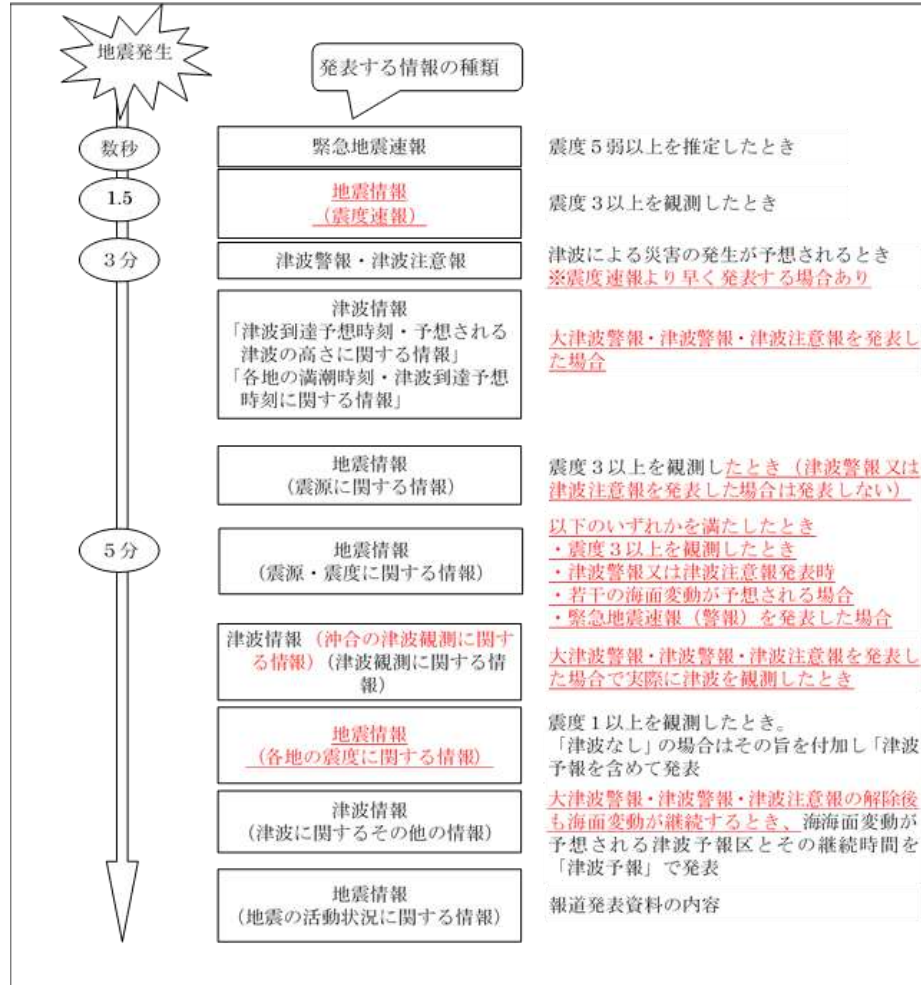 地震発生
発表する情報の種類
数秒
緊急地震速報
震度５弱以上を推定したとき
1.5
地震情報
（震度速報）
震度３以上を観測したとき
３分
津波警報・津波注意報
津波による災害の発生が予想されるとき
※震度速報より早く発表する場合あり
津波情報
「津波到達予想時刻・予想される
津波の高さに関する情報」
「各地の満潮時刻・津波到達予想
時刻に関する情報」
大津波警報・津波警報・津波注意報を発表し
た場合
地震情報
（震源に関する情報）
震度３以上を観測したとき（津波警報又は
津波注意報を発表した場合は発表しない）
５分
地震情報
（震源・震度に関する情報）
以下のいずれかを満たしたとき
・震度３以上を観測したとき
・津波警報又は津波注意報発表時
・若干の海面変動が予想される場合
・緊急地震速報（警報）を発表した場合
津波情報（沖合の津波観測に関す
る情報）（津波観測に関する情
報）
大津波警報・津波警報・津波注意報を発表し
た場合で実際に津波を観測したとき
地震情報
（各地の震度に関する情報）
震度１以上を観測したとき。
「津波なし」の場合はその旨を付加し「津波
予報を含めて発表
津波情報
（津波に関するその他の情報）
大津波警報・津波警報・津波注意報の解除後
も海面変動が継続するとき、海海面変動が
予想される津波予報区とその継続時間を
「津波予報」で発表
地震情報
（地震の活動状況に関する情報）
報道発表資料の内容